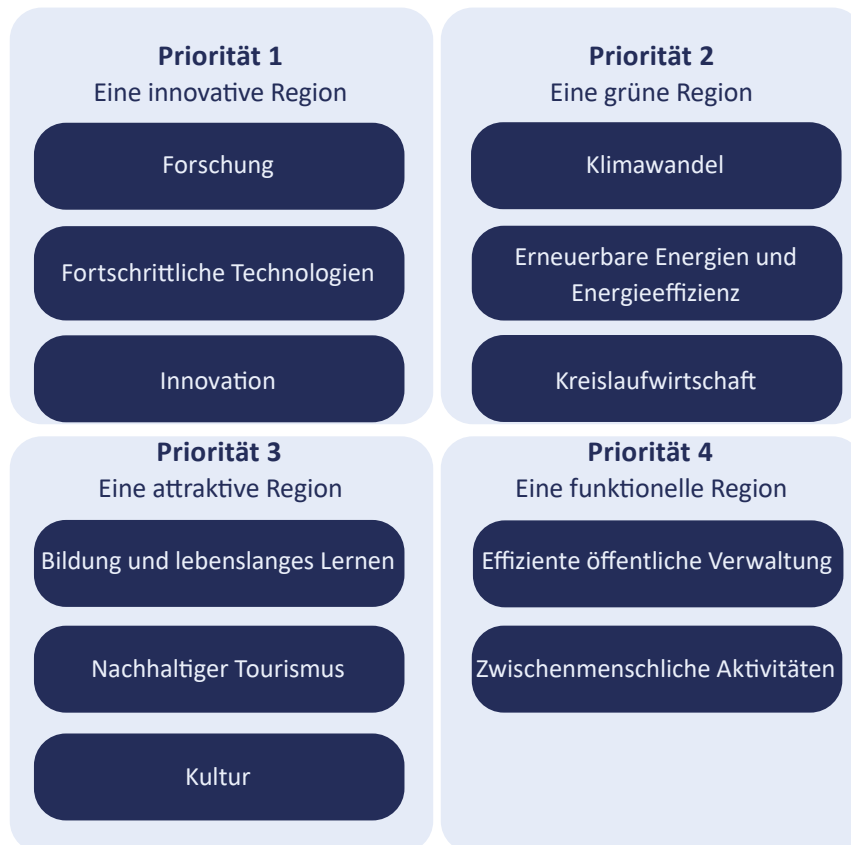 Priorität 1
Eine innovative Region
Forschung
Fortschrittliche Technologien
Innovation
Priorität 2
Eine grüne Region
Klimawandel
Erneuerbare Energien und
Energieeffizienz
Kreislaufwirtschaft
Priorität 3
Eine attraktive Region
Bildung und lebenslanges Lernen
Nachhaltiger Tourismus
Kultur
Priorität 4
Eine funktionelle Region
Effiziente öffentliche Verwaltung
Zwischenmenschliche Aktivitäten